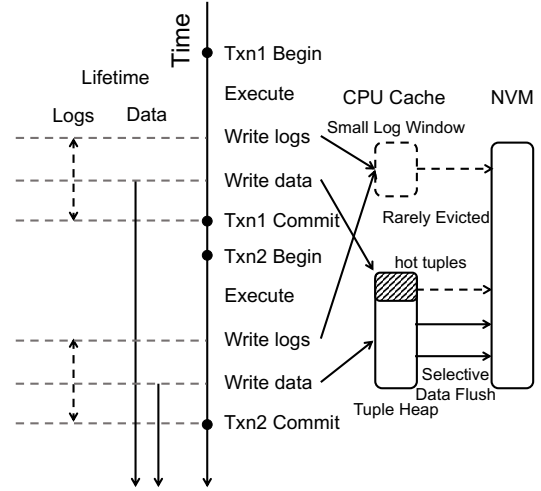 Time
Txn1 Begin
Lifetime
Execute
CPU Cache
NVM
Logs
Data
Small Log Window
Write logs
Write data
Rarely Evicted
Txn1 Commit
Txn2 Begin
hot tuples
Execute
Write logs
Write data
Selective
Data Flush
Tuple Heap
Txn2 Commit